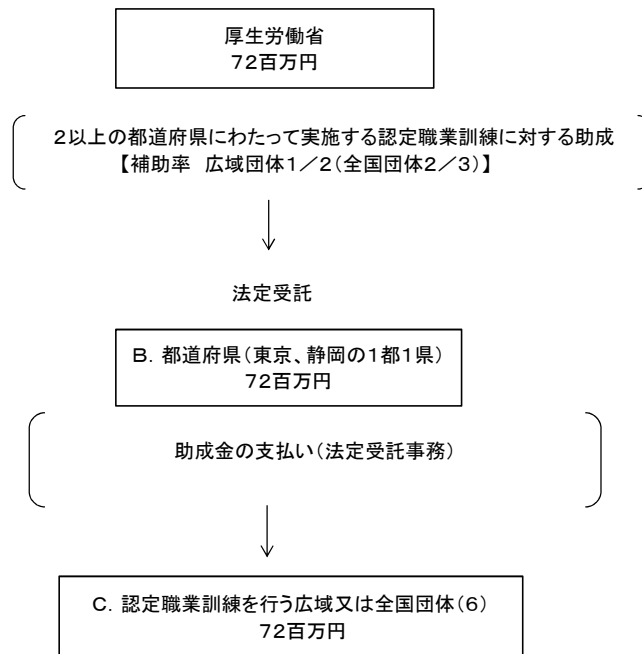 厚生労働省
72百万円
2以上の都道府県にわたって実施する認定職業訓練に対する助成
【補助率 広域団体1/2(全国団体2/3)】
法定受託
B. 都道府県(東京、静岡の1都1県)
72百万円
助成金の支払い(法定受託事務)
C. 認定職業訓練を行う広域又は全国団体(6)
72百万円